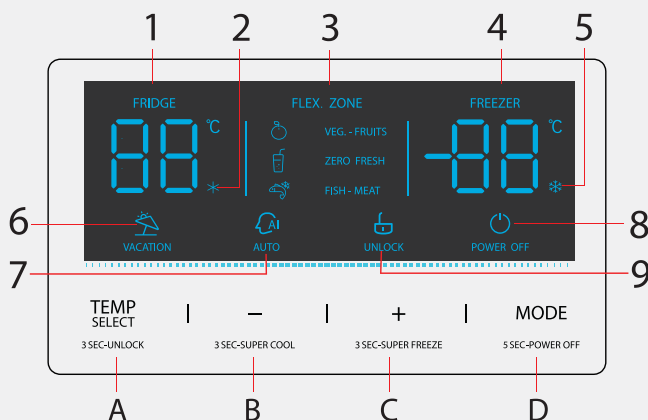 1 2 3 4 5
FRIDGE FLEX. ZONE FREEZER
88 °C VEG. - FRUITS -88 °C
ZERO FRESH
FISH - MEAT
6 8
AI
VACATION AUTO UNLOCK POWER OFF
7 9
TEMP SELECT - + MODE
3 SEC-UNLOCK 3 SEC-SUPER COOL 3 SEC-SUPER FREEZE 5 SEC-POWER OFF
A B C D